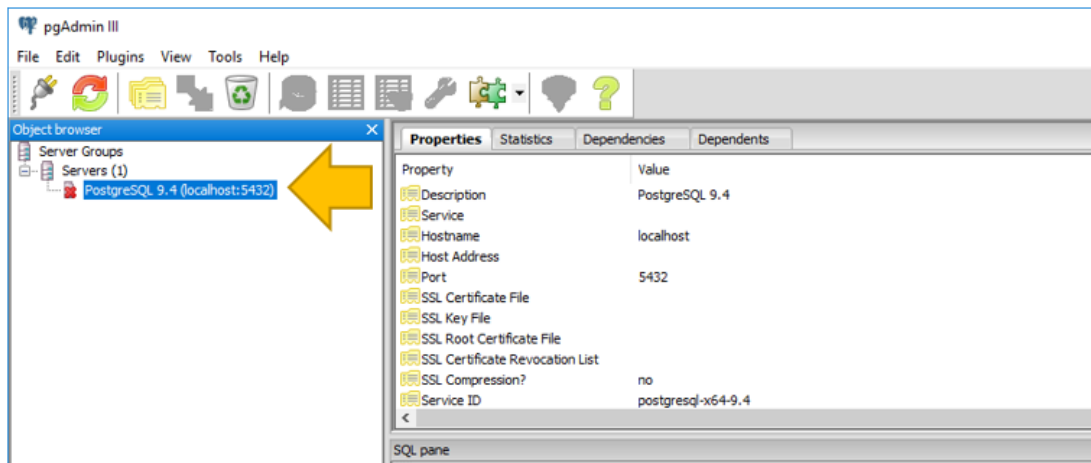 pgAdmin III
File Edit Plugins View Tools Help
Object browser
Server Groups
Servers (1)
PostgreSQL 9.4 (localhost:5432)
Properties Statistics Dependencies Dependents
Property Value
Description PostgreSQL 9.4
Service
Hostname localhost
Host Address
Port 5432
SSL Certificate File
SSL Key File
SSL Root Certificate File
SSL Certificate Revocation List
SSL Compression? no
Service ID postgresql-x64-9.4
SQL pane